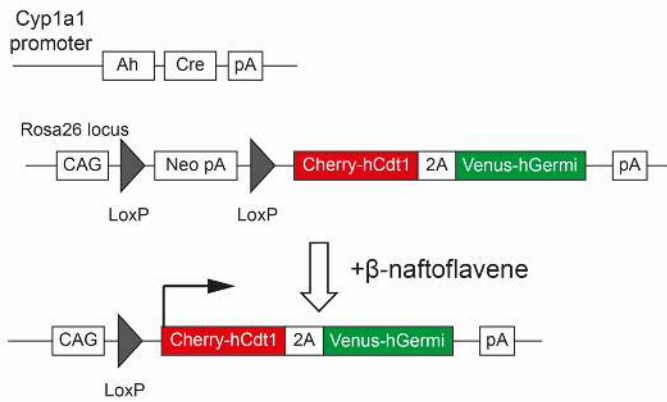 Cyp1a1
promoter
Ah Cre pA
Rosa26 locus
CAG Neo pA Cherry-hCdt1 2A Venus-hGermi pA
LoxP LoxP
+β-naftoflavene
CAG Cherry-hCdt1 2A Venus-hGermi pA
LoxP